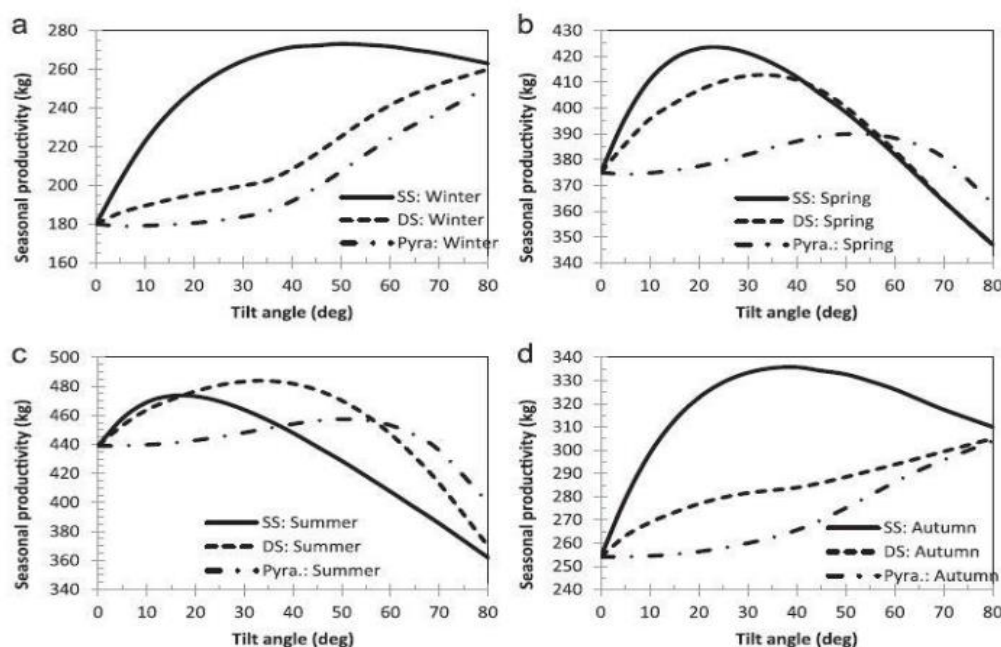 a
Seasonal productivity (kg)
280
260
240
220
200
180
160
SS: Winter
DS: Winter
Pyra: Winter
0 10 20 30 40 50 60 70 80
Tilt angle (deg)
b
Seasonal productivity (kg)
430
420
410
400
390
380
370
360
350
340
SS: Spring
DS: Spring
Pyra.: Spring
0 10 20 30 40 50 60 70 80
Tilt angle (deg)
c
Seasonal productivity (kg)
500
480
460
440
420
400
380
360
340
SS: Summer
DS: Summer
Pyra.: Summer
0 10 20 30 40 50 60 70 80
Tilt angle (deg)
d
Seasonal productivity (kg)
340
330
320
310
300
290
280
270
260
250
240
SS: Autumn
DS: Autumn
Pyra.: Autumn
0 10 20 30 40 50 60 70 80
Tilt angle (deg)